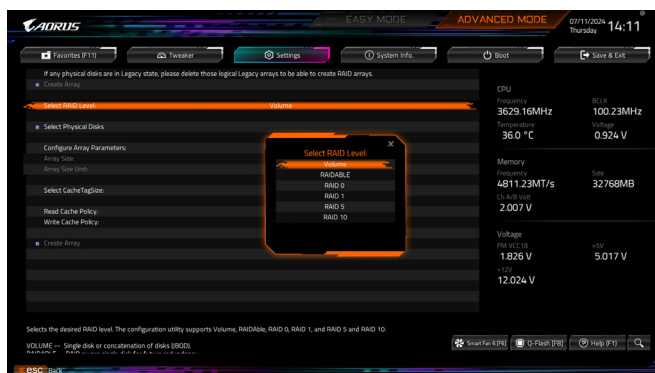 AORUS
EASY MODE
ADVANCED MODE
07/11/2024
Thursday
14:11
Favorites (F11)
Tweaker
Settings
System Info.
Boot
Save & Exit
If any physical disks are in Legacy state, please delete those logical Legacy arrays to be able to create RAID arrays.
Create Array
Select RAID Level:
Volume
Select Physical Disks
Configure Array Parameters:
Array Size:
Array Size Unit:
Select CacheTagSize:
Read Cache Policy:
Write Cache Policy:
Create Array
X
Select RAID Level:
Volume
RAIDABLE
RAID 0
RAID 1
RAID 5
RAID 10
CPU
Frequency
BCLK
3629.16MHz
100.23MHz
Temperature
Voltage
36.0 °C
0.924 V
Memory
Frequency
Size
4811.23MT/s
32768MB
Ch A/B Volt
2.007 V
Voltage
PM VCC18
+5V
1.826 V
5.017 V
+12V
12.024 V
Selects the desired RAID level. The configuration utility supports Volume, RAIDAble, RAID 0, RAID 1, and RAID 5 and RAID 10.
VOLUME -- Single disk or concatenation of disks (JBOD).
Smart Fan 6 [F6]
Q-Flash [F8]
Help (F1)
esc Back